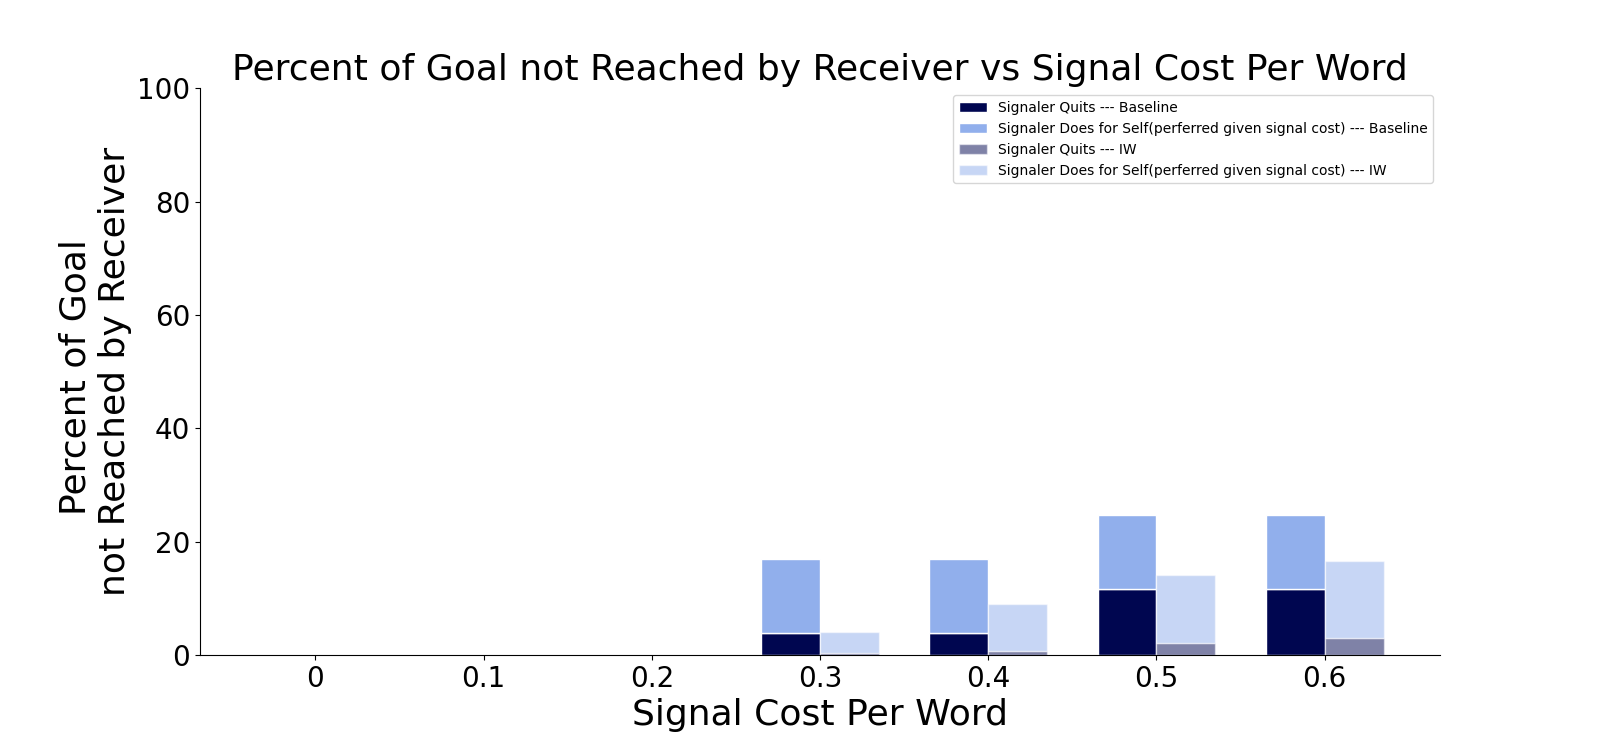 Percent of Goal not Reached by Receiver vs Signal Cost Per Word
Signaler Quits --- Baseline
Signaler Does for Self(perferred given signal cost) --- Baseline
Signaler Quits --- IW
Signaler Does for Self(perferred given signal cost) --- IW
Percent of Goal
not Reached by Receiver
100
80
60
40
20
0
0 0.1 0.2 0.3 0.4 0.5 0.6
Signal Cost Per Word